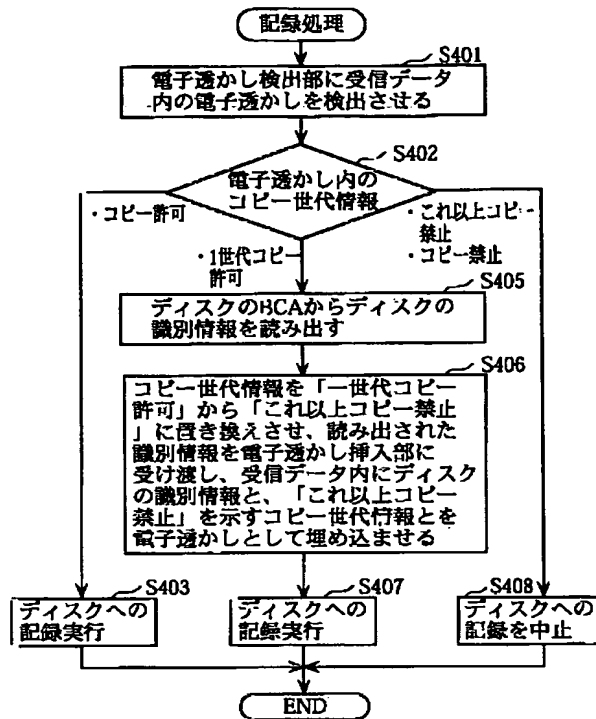 記録処理
S401
電子透かし検出部に受信データ
内の電子透かしを検出させる
S402
電子透かし内の
コピー世代情報
・コピー許可
・1世代コピー
許可
・これ以上コピー
禁止
・コピー禁止
S405
ディスクのBCAからディスクの
識別情報を読み出す
S406
コピー世代情報を「一世代コピー
許可」から「これ以上コピー禁止
」に置き換えさせ、読み出された
識別情報を電子透かし挿入部に
受け渡し、受信データ内にディスク
の識別情報と、「これ以上コピー
禁止」を示すコピー世代情報とを
電子透かしとして埋め込ませる
S403
ディスクへの
記録実行
S407
ディスクへの
記録実行
S408
ディスクへの
記録を中止
END